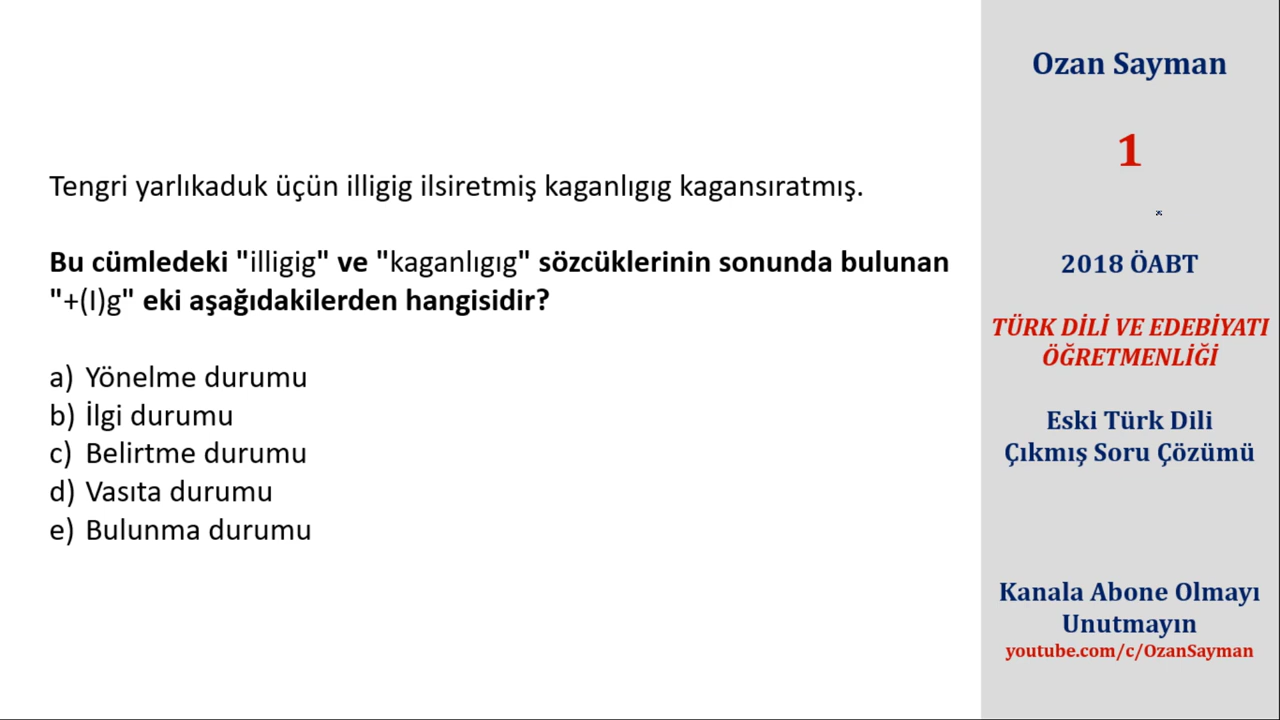 Tengri yarlıkaduk üçün illigig ilsiretmiş kaganlıgıg kagansıratmış.
Bu cümledeki "illigig" ve "kaganlıgıg" sözcüklerinin sonunda bulunan
"+(I)g" eki aşağıdakilerden hangisidir?
a) Yönelme durumu
b) İlgi durumu
c) Belirtme durumu
d) Vasıta durumu
e) Bulunma durumu
Ozan Sayman
1
2018 ÖABT
TÜRK DİLİ VE EDEBİYATI
ÖĞRETMENLİĞİ
Eski Türk Dili
Çıkmış Soru Çözümü
Kanala Abone Olmayı
Unutmayın
youtube.com/c/OzanSayman